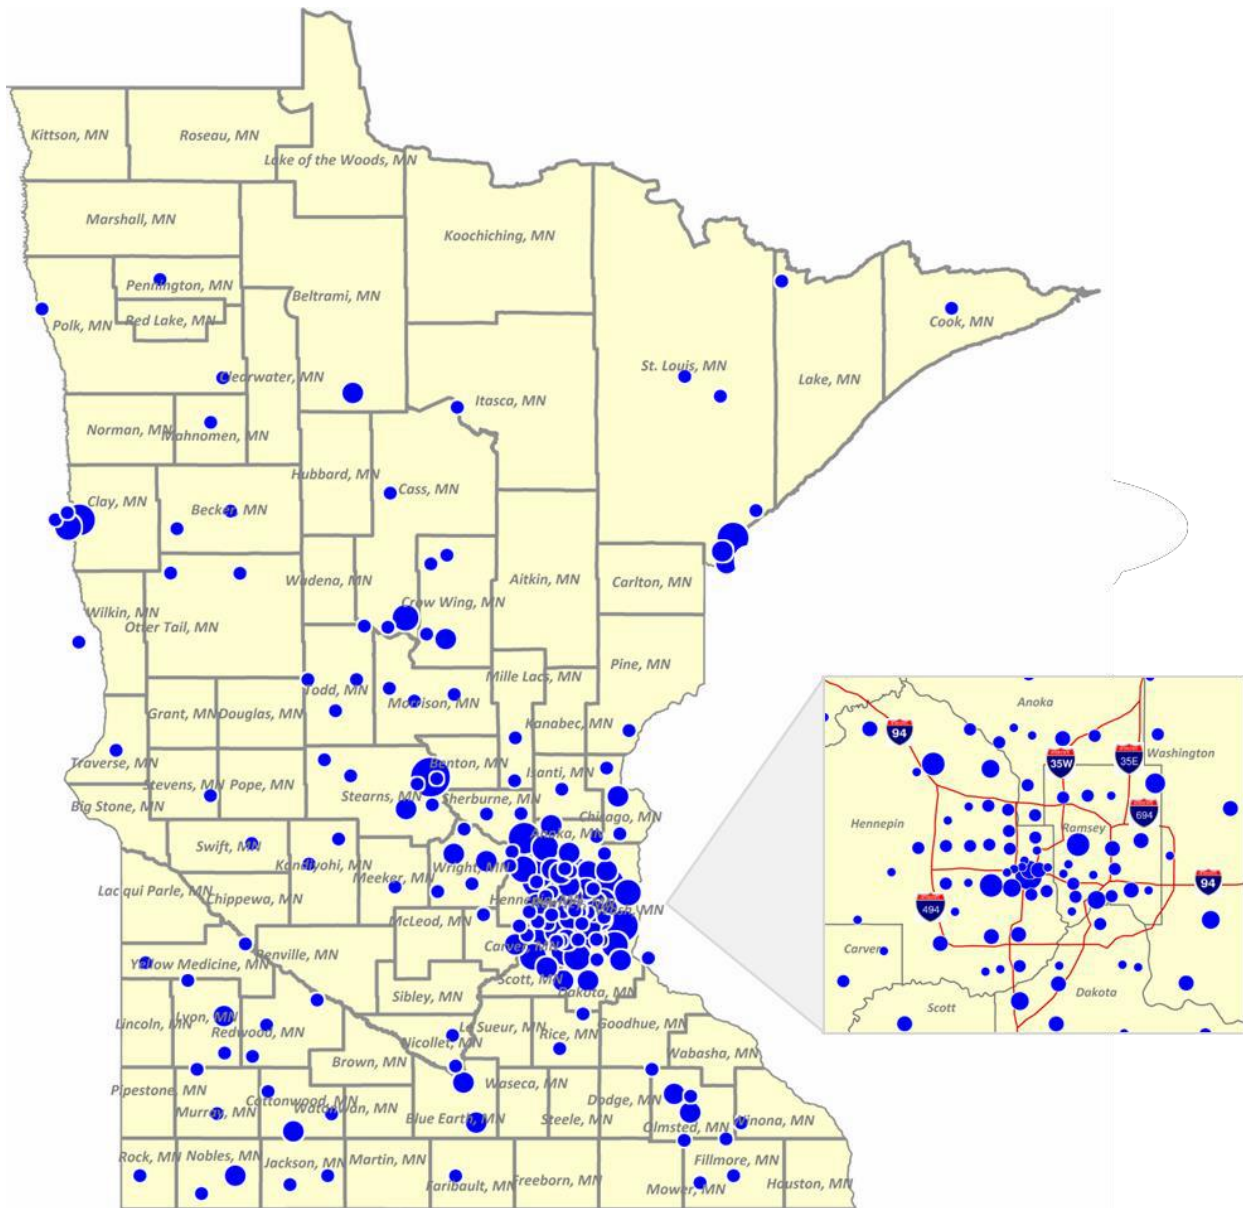 Kittson, MN
Roseau, MN
Lake of the Woods, MN
Marshall, MN
Koochiching, MN
Pennington, MN
Beltrami, MN
Polk, MN
Red Lake, MN
Cook, MN
St. Louis, MN
Lake, MN
Clearwater, MN
Itasca, MN
Norman, MN
Mahnomen, MN
Hubbard, MN
Cass, MN
Clay, MN
Becker, MN
Wadena, MN
Aitkin, MN
Carlton, MN
Crow Wing, MN
Wilkin, MN
Otter Tail, MN
Pine, MN
Mille Lacs, MN
Todd, MN
Morrison, MN
Grant, MN
Douglas, MN
Kanabec, MN
Traverse, MN
Benton, MN
Isanti, MN
Stevens, MN
Pope, MN
Stearns, MN
Sherburne, MN
Big Stone, MN
Chisago, MN
Anoka, MN
Swift, MN
Kandiyohi, MN
Meeker, MN
Wright, MN
Lac qui Parle, MN
Chippewa, MN
McLeod, MN
Carver, MN
Renville, MN
Yellow Medicine, MN
Scott, MN
Dakota, MN
Sibley, MN
Lincoln, MN
Lyon, MN
Redwood, MN
Nicollet, MN
Le Sueur, MN
Rice, MN
Goodhue, MN
Wabasha, MN
Brown, MN
Waseca, MN
Pipestone, MN
Murray, MN
Cottonwood, MN
Watonwan, MN
Blue Earth, MN
Steele, MN
Dodge, MN
Olmsted, MN
Winona, MN
Rock, MN
Nobles, MN
Jackson, MN
Martin, MN
Faribault, MN
Freeborn, MN
Mower, MN
Fillmore, MN
Houston, MN
Anoka
94
35W
35E
Washington
694
Hennepin
Ramsey
94
494
Carver
Scott
Dakota